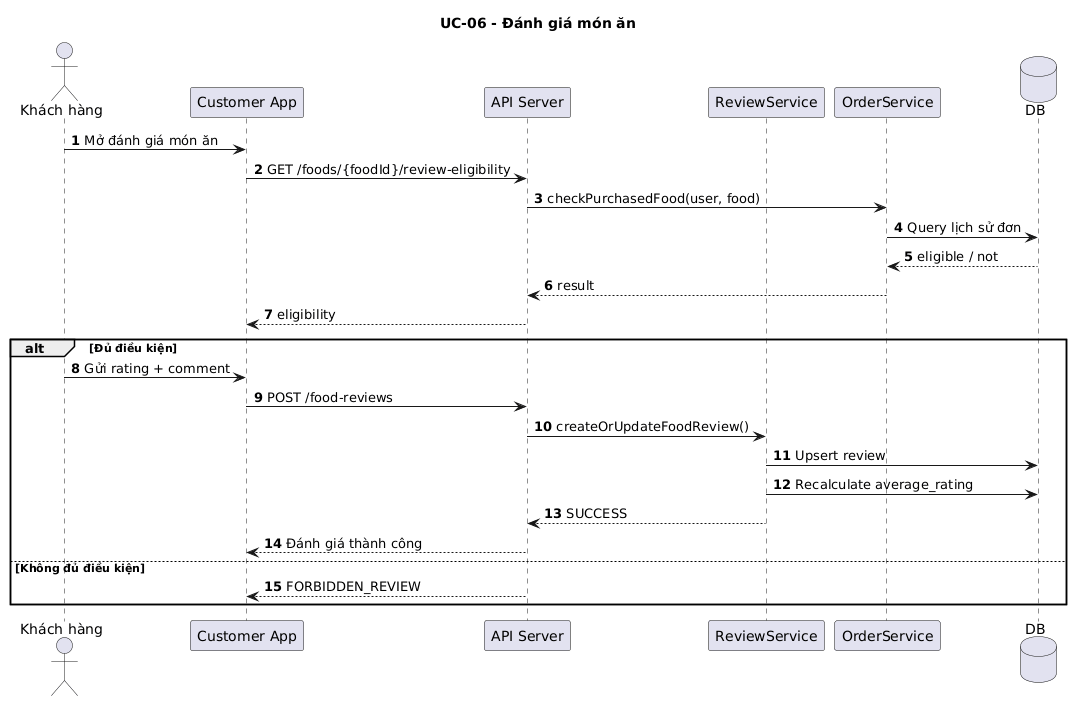 UC-06 - Đánh giá món ăn
Khách hàng
Customer App
API Server
ReviewService
OrderService
DB
1 Mở đánh giá món ăn
2 GET /foods/{foodId}/review-eligibility
3 checkPurchasedFood(user, food)
4 Query lịch sử đơn
5 eligible / not
6 result
7 eligibility
alt [Đủ điều kiện]
8 Gửi rating + comment
9 POST /food-reviews
10 createOrUpdateFoodReview()
11 Upsert review
12 Recalculate average_rating
13 SUCCESS
14 Đánh giá thành công
[Không đủ điều kiện]
15 FORBIDDEN_REVIEW
Khách hàng
Customer App
API Server
ReviewService
OrderService
DB